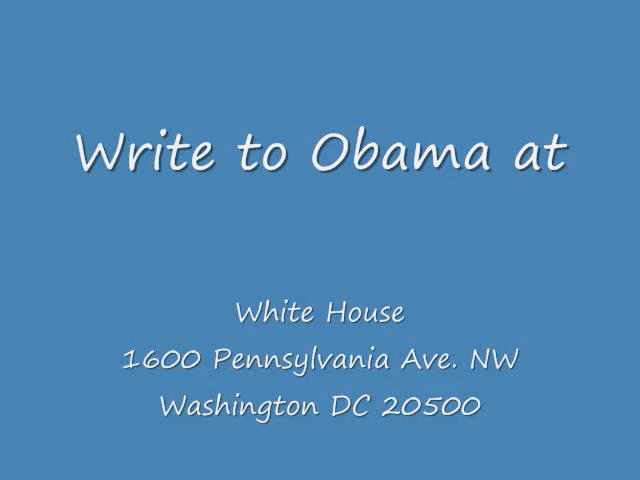 Write to Obama at
White House
1600 Pennsylvania Ave. NW
Washington DC 20500